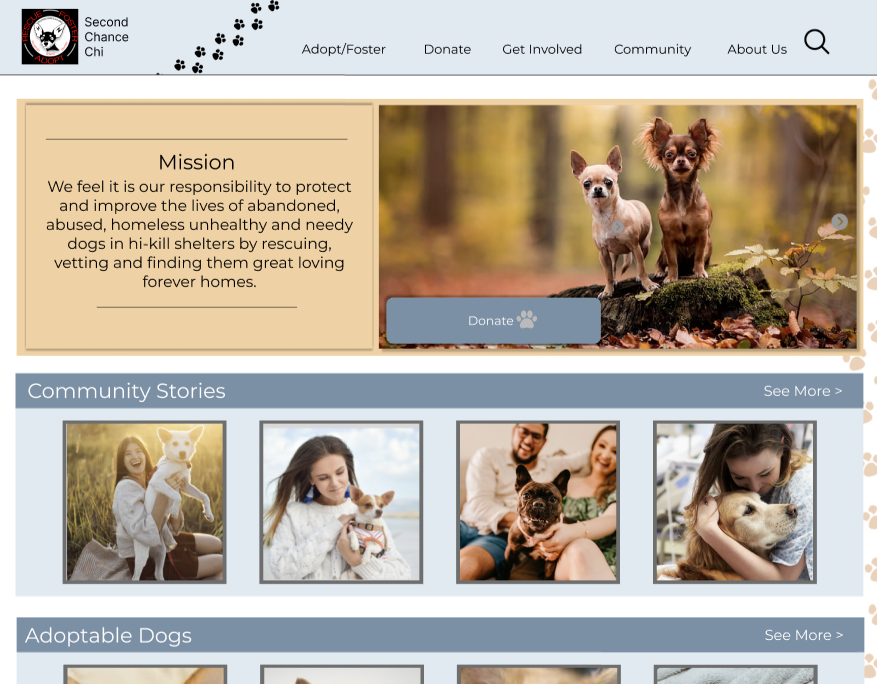 RESCUE FOSTER
ADOPT
Second
Chance
Chi
Adopt/Foster Donate Get Involved Community About Us
Mission
We feel it is our responsibility to protect
and improve the lives of abandoned,
abused, homeless unhealthy and needy
dogs in hi-kill shelters by rescuing,
vetting and finding them great loving
forever homes.
Donate
Community Stories See More >
Adoptable Dogs See More >